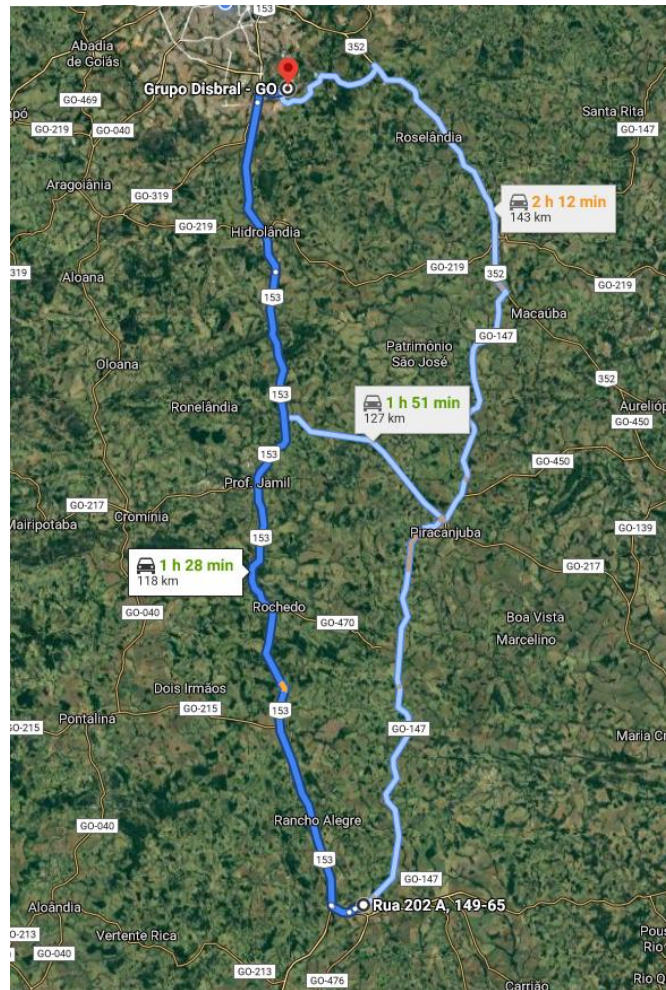 153
Abadia
de Goiás
352
Grupo Disbral - GO
GO-469
GO-040
GO-219
Santa Rita
GO-147
Roselândia
Aragoiânia
GO-319
2 h 12 min
143 km
Hidrolândia
319
Aloana
GO-219
352
GO-219
153
Macaúba
GO-147
Patrimônio
São José
Oloana
352
153
1 h 51 min
127 km
Ronelândia
GO-450
153
GO-450
Prof. Jamil
GO-217
Cromínia
Mairipotaba
GO-139
Piracanjuba
153
GO-217
1 h 28 min
118 km
GO-040
Rochedo
GO-470
Boa Vista
Marcelino
Dois Irmãos
GO-215
153
Pontalina
GO-215
GO-147
Maria
Rancho Alegre
GO-040
153
GO-147
Aloândia
Rua 202 A, 149-65
GO-213
Vertente Rica
GO-040
GO-213
GO-476
Carrião
Rio